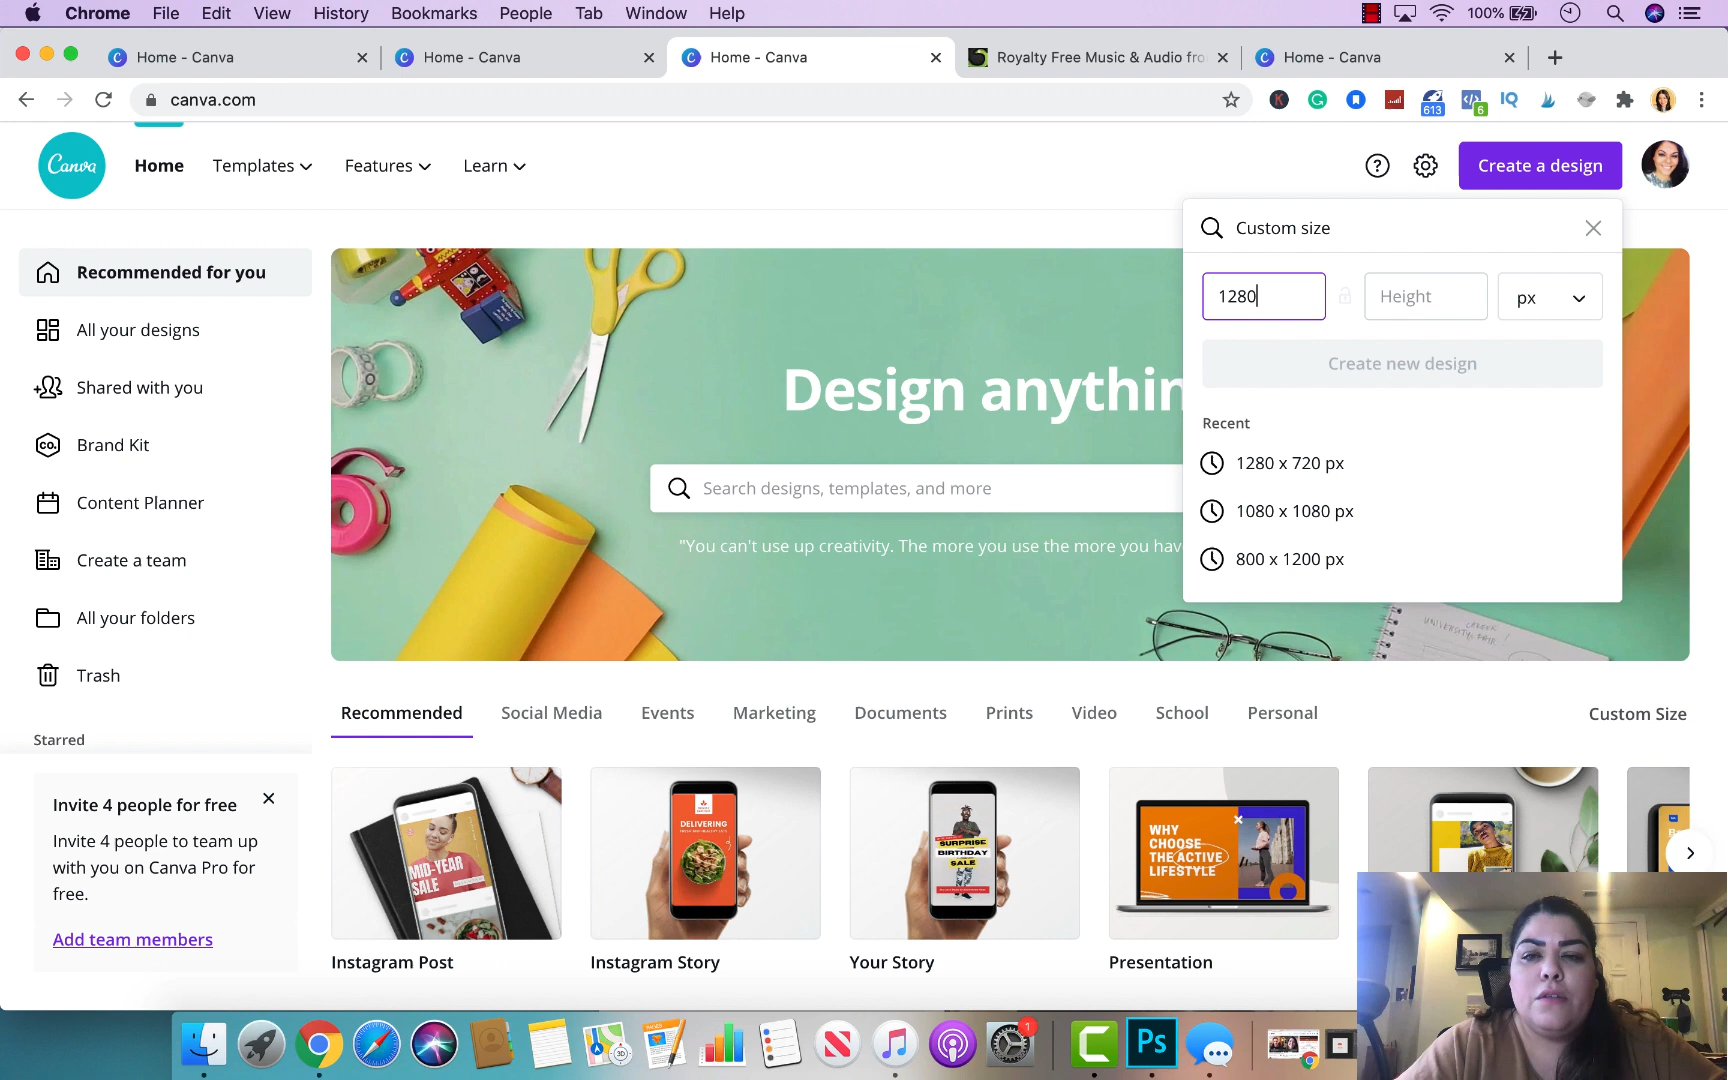 Chrome File Edit View History Bookmarks People Tab Window Help
100%
Home - Canva
Home - Canva
Home - Canva
Royalty Free Music & Audio fro
Home - Canva
canva.com
613
6
IQ
Canva
Home
Templates
Features
Learn
Create a design
Custom size
1280
Height
px
Create new design
Recent
1280 x 720 px
1080 x 1080 px
800 x 1200 px
Recommended for you
All your designs
Shared with you
CO.
Brand Kit
Content Planner
Create a team
All your folders
Trash
Starred
Invite 4 people for free
Invite 4 people to team up
with you on Canva Pro for
free.
Add team members
Design anythin
Search designs, templates, and more
"You can't use up creativity. The more you use the more you hav
Recommended
Social Media
Events
Marketing
Documents
Prints
Video
School
Personal
Custom Size
MID-YEAR
SALE
DELIVERING
SURPRISE
BIRTHDAY
SALE
WHY
CHOOSE
THE ACTIVE
LIFESTYLE
Instagram Post
Instagram Story
Your Story
Presentation
PAGES
3D
1
Ps